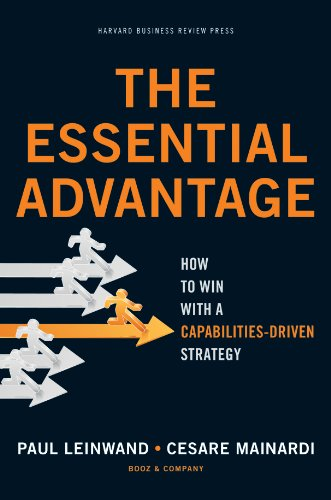 HARVARD BUSINESS REVIEW PRESS
THE
ESSENTIAL
ADVANTAGE
HOW
TO WIN
WITH A
CAPABILITIES-DRIVEN
STRATEGY
PAUL LEINWAND • CESARE MAINARDI
BOOZ & COMPANY